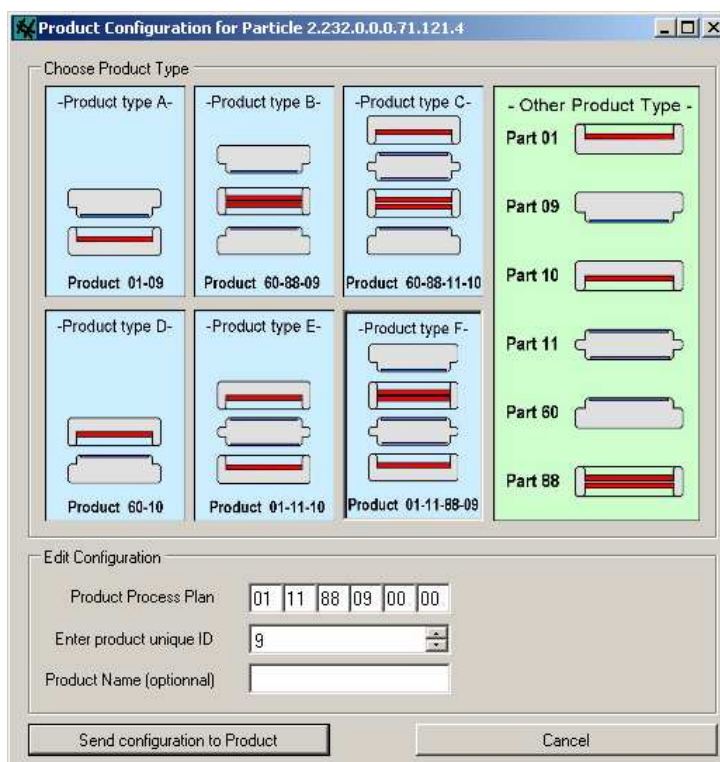 Product Configuration for Particle 2.232.0.0.0.71.121.4
Choose Product Type
-Product type A-
Product 01-09
-Product type B-
Product 60-88-09
-Product type C-
Product 60-88-11-10
-Product type D-
Product 60-10
-Product type E-
Product 01-11-10
-Product type F-
Product 01-11-88-09
- Other Product Type -
Part 01
Part 09
Part 10
Part 11
Part 60
Part 88
Edit Configuration
Product Process Plan 01 11 88 09 00 00
Enter product unique ID 9
Product Name (optionnal)
Send configuration to Product
Cancel